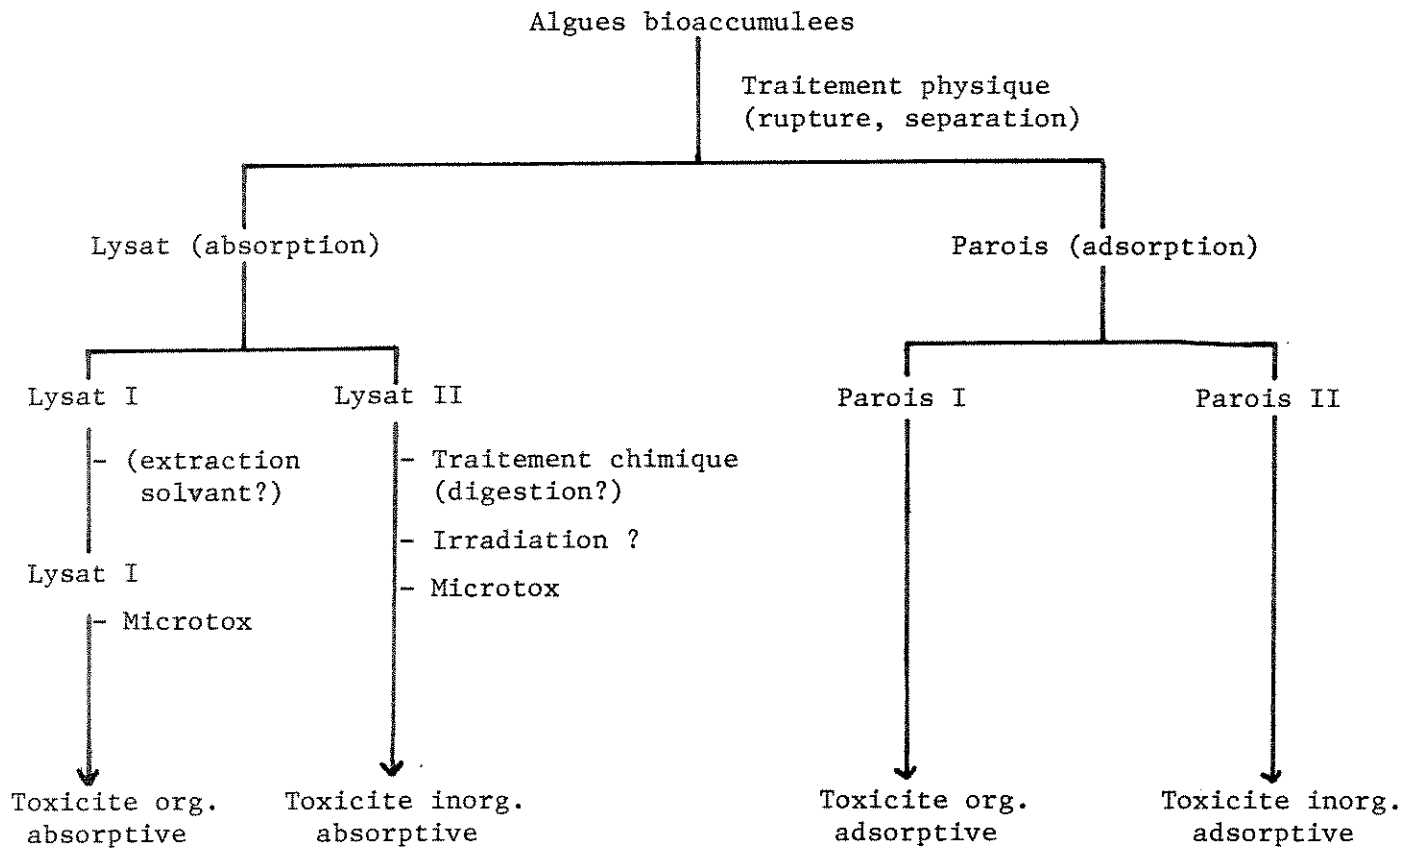 Algues bioaccumulees
Traitement physique
(rupture, separation)
Lysat (absorption)
Parois (adsorption)
Lysat I
Lysat II
Parois I
Parois II
- (extraction
solvant?)
- Traitement chimique
(digestion?)
- Irradiation ?
- Microtox
Lysat I
- Microtox
Toxicite org.
absorptive
Toxicite inorg.
absorptive
Toxicite org.
adsorptive
Toxicite inorg.
adsorptive